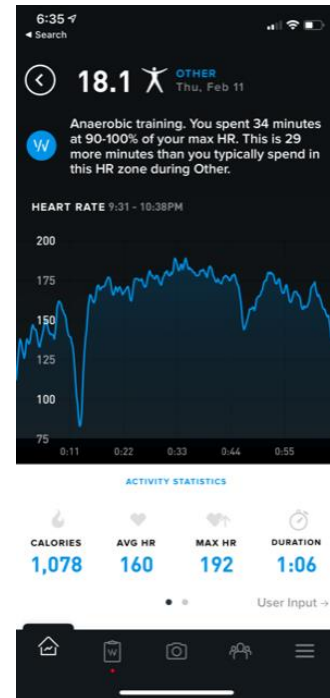 6:35
◀ Search
18.1 OTHER
Thu, Feb 11
W
Anaerobic training. You spent 34 minutes
at 90-100% of your max HR. This is 29
more minutes than you typically spend in
this HR zone during Other.
HEART RATE 9:31 - 10:38PM
200
175
150
125
100
75
0:11 0:22 0:33 0:44 0:55
ACTIVITY STATISTICS
CALORIES AVG HR MAX HR DURATION
1,078 160 192 1:06
User Input →
W